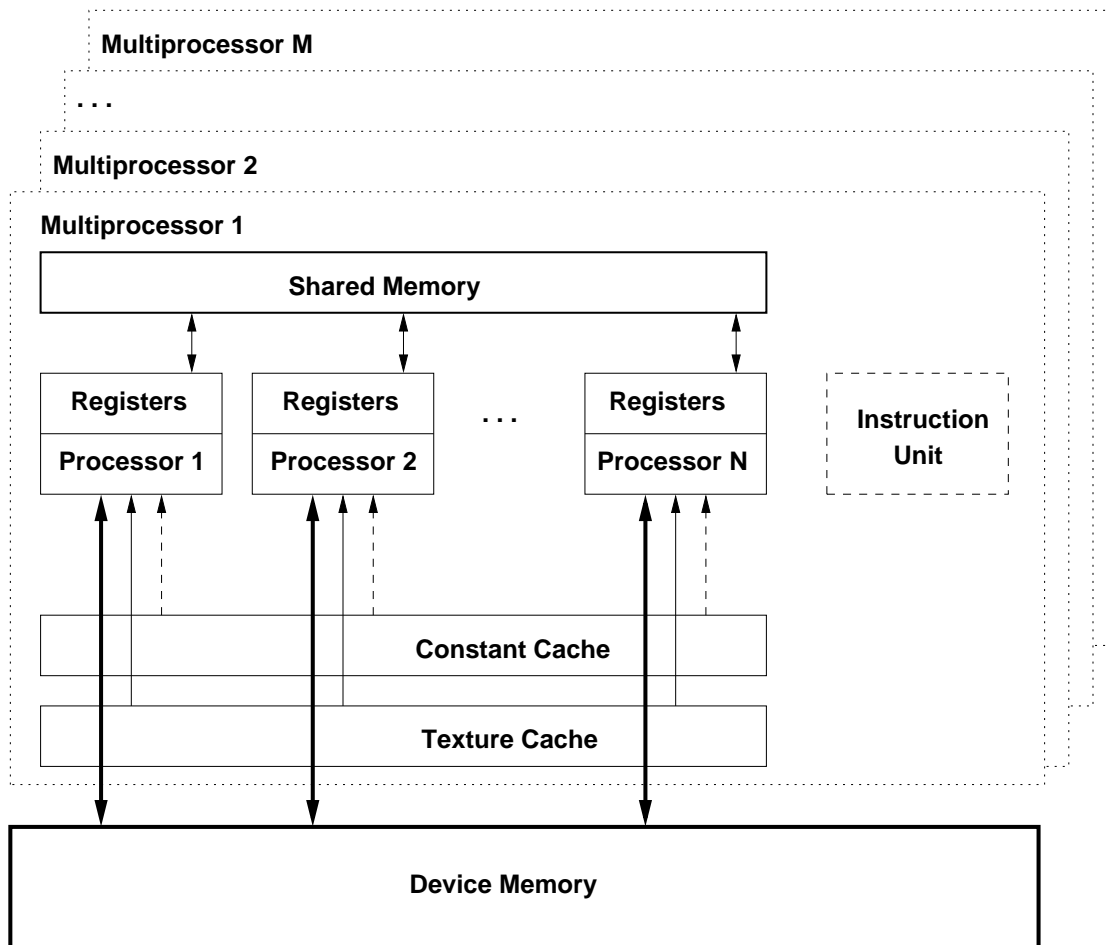 Multiprocessor M
. . .
Multiprocessor 2
Multiprocessor 1
Shared Memory
Registers
Registers
Registers
. . .
Processor 1
Processor 2
Processor N
Instruction
Unit
Constant Cache
Texture Cache
Device Memory